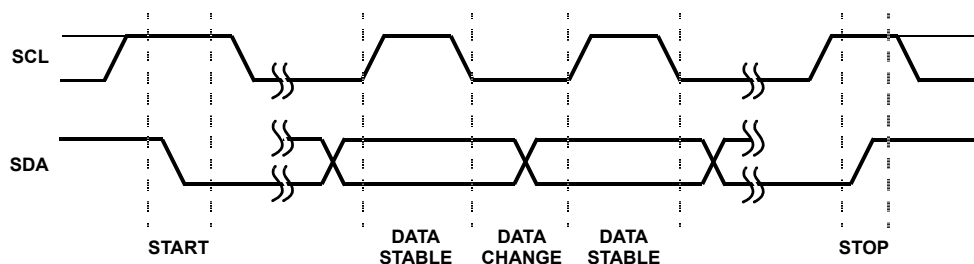 SCL
SDA
START
DATA STABLE
DATA CHANGE
DATA STABLE
STOP